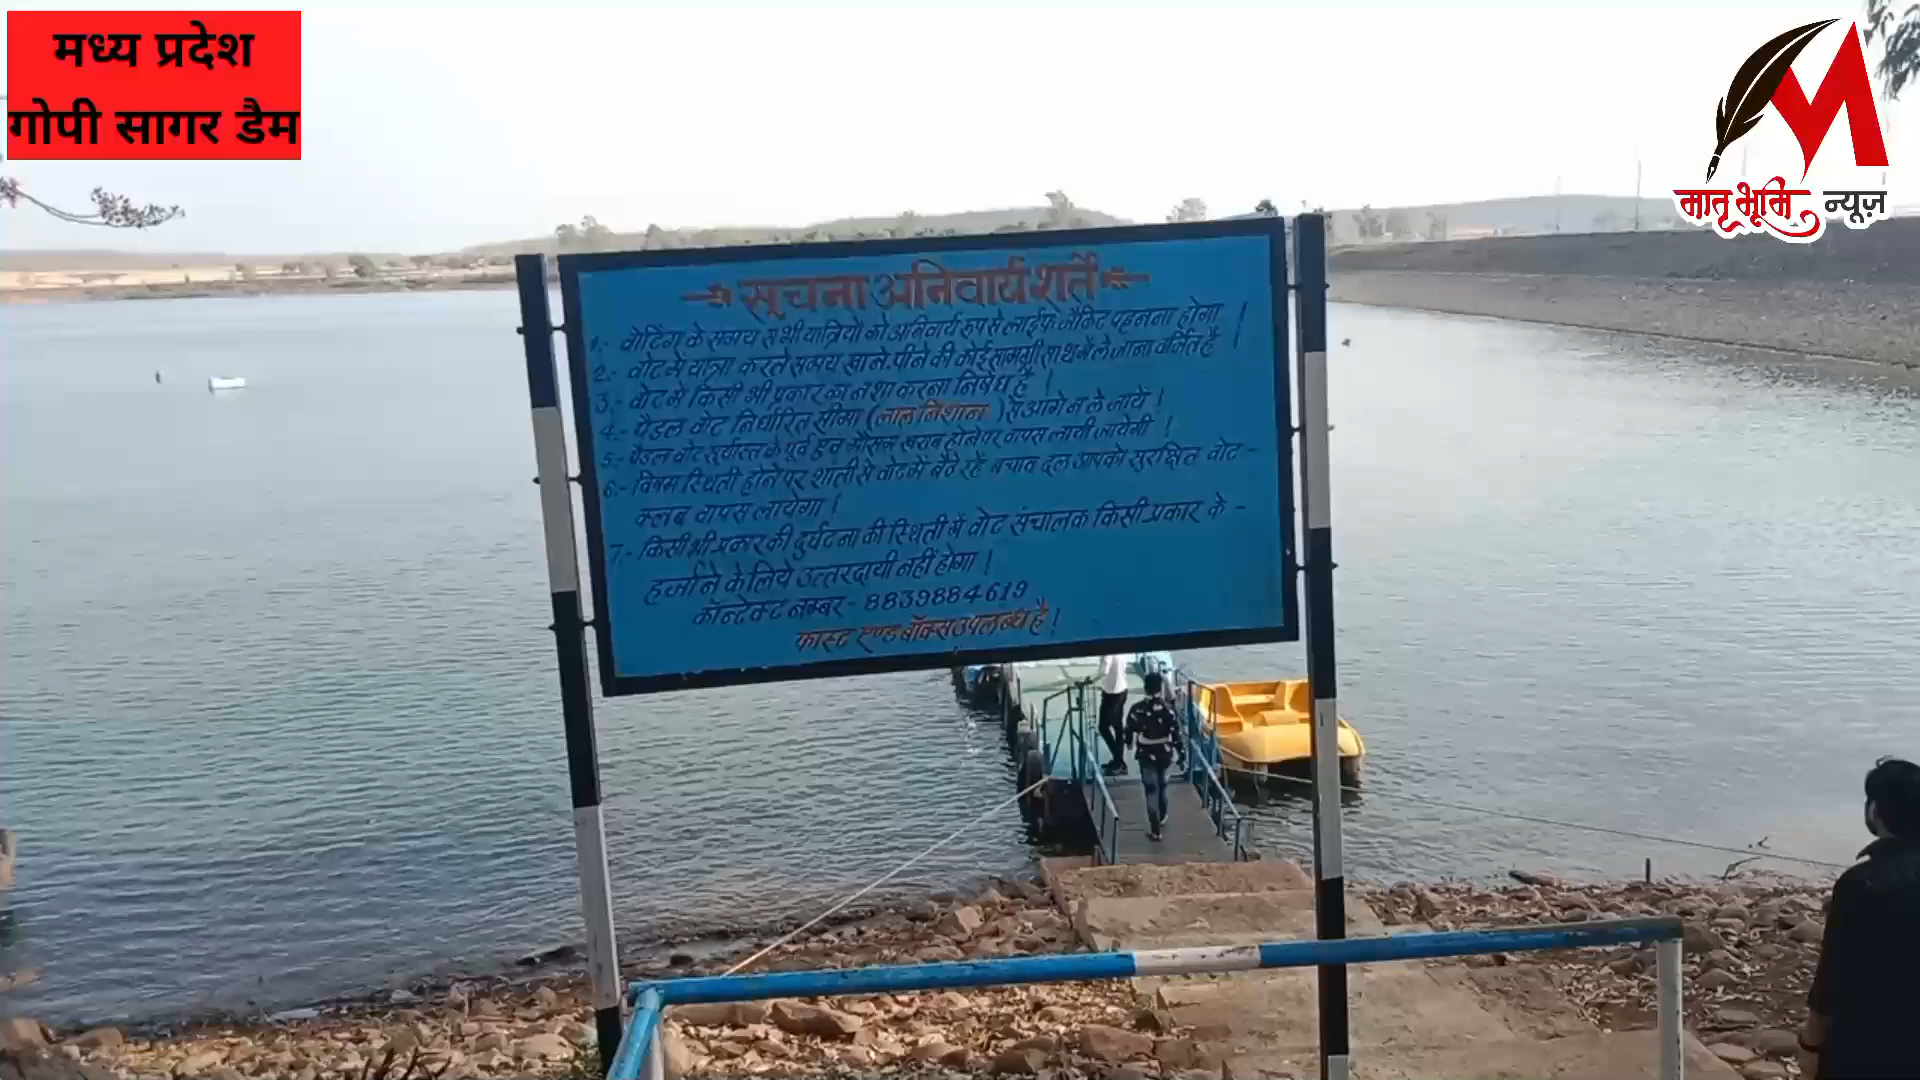 मध्य प्रदेश
गोपी सागर डैम
मातृभूमि न्यूज़
सूचना अनिवार्य शर्ते
1.- वोटिंग के समय सभी यात्रियों को अनिवार्य रूप से लाईफ जैकिट पहनना होगा ।
2.- वोट में यात्रा करते समय खाने पीने की कोई सामग्री साथ में ले जाना वर्जित है ।
3.- वोट में किसी भी प्रकार का नशा करना निषेध है ।
4.- पैडल वोट निर्धारित सीमा (लाल निशान) से आगे न ले जायें ।
5.- पैडल वोट सूर्यास्त के पूर्व एवं मौसम खराब होने पर वापस लायी जायेगी ।
6.- विषम स्थिती होने पर शांती से वोट में बैठे रहें बचाव दल आपको सुरक्षित वोट -
क्लब वापस लायेगा ।
7.- किसी भी प्रकार की दुर्घटना की स्थिती में वोट संचालक किसी प्रकार के -
हर्जाने के लिये उत्तरदायी नहीं होगा ।
कॉन्टेक्ट नम्बर - 8839884619
फास्ट एण्ड बॉक्स उपलब्ध है ।